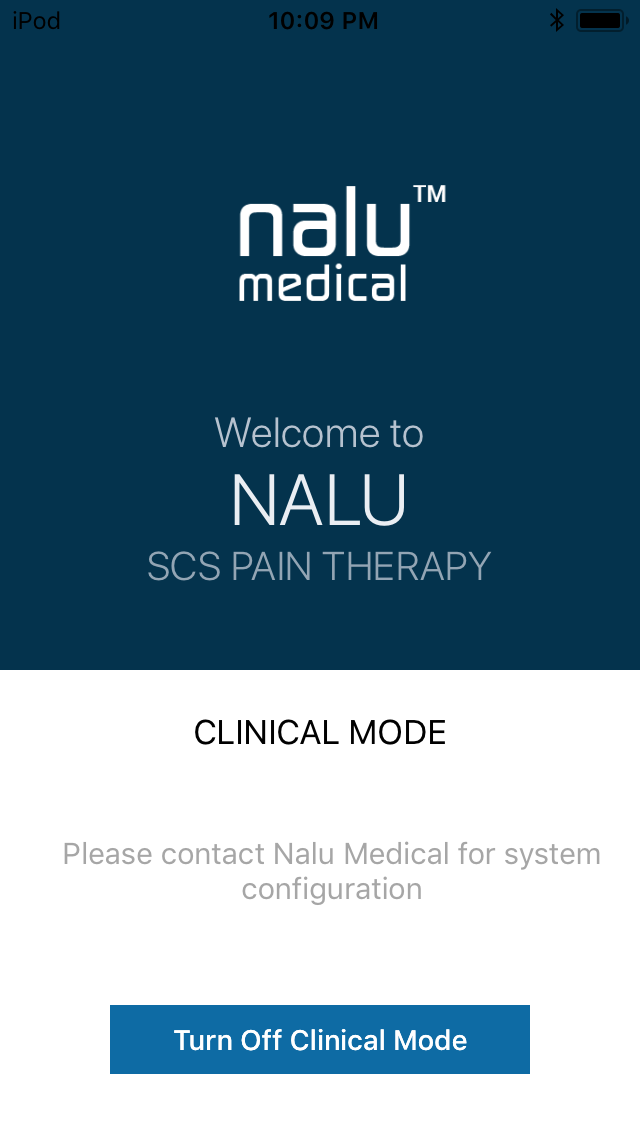 iPod 10:09 PM
nalu™
medical
Welcome to
NALU
SCS PAIN THERAPY
CLINICAL MODE
Please contact Nalu Medical for system
configuration
Turn Off Clinical Mode